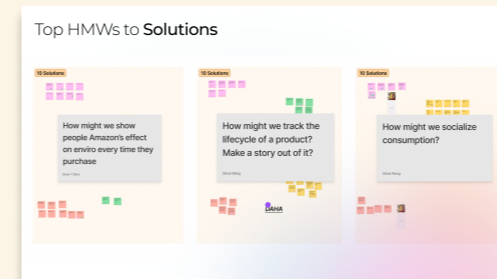 Top HMWs to Solutions
10 Solutions
How might we show
people Amazon's effect
on enviro every time they
purchase
10 Solutions
How might we track the
lifecycle of a product?
Make a story out of it?
DAHA
10 Solutions
How might we socialize
consumption?